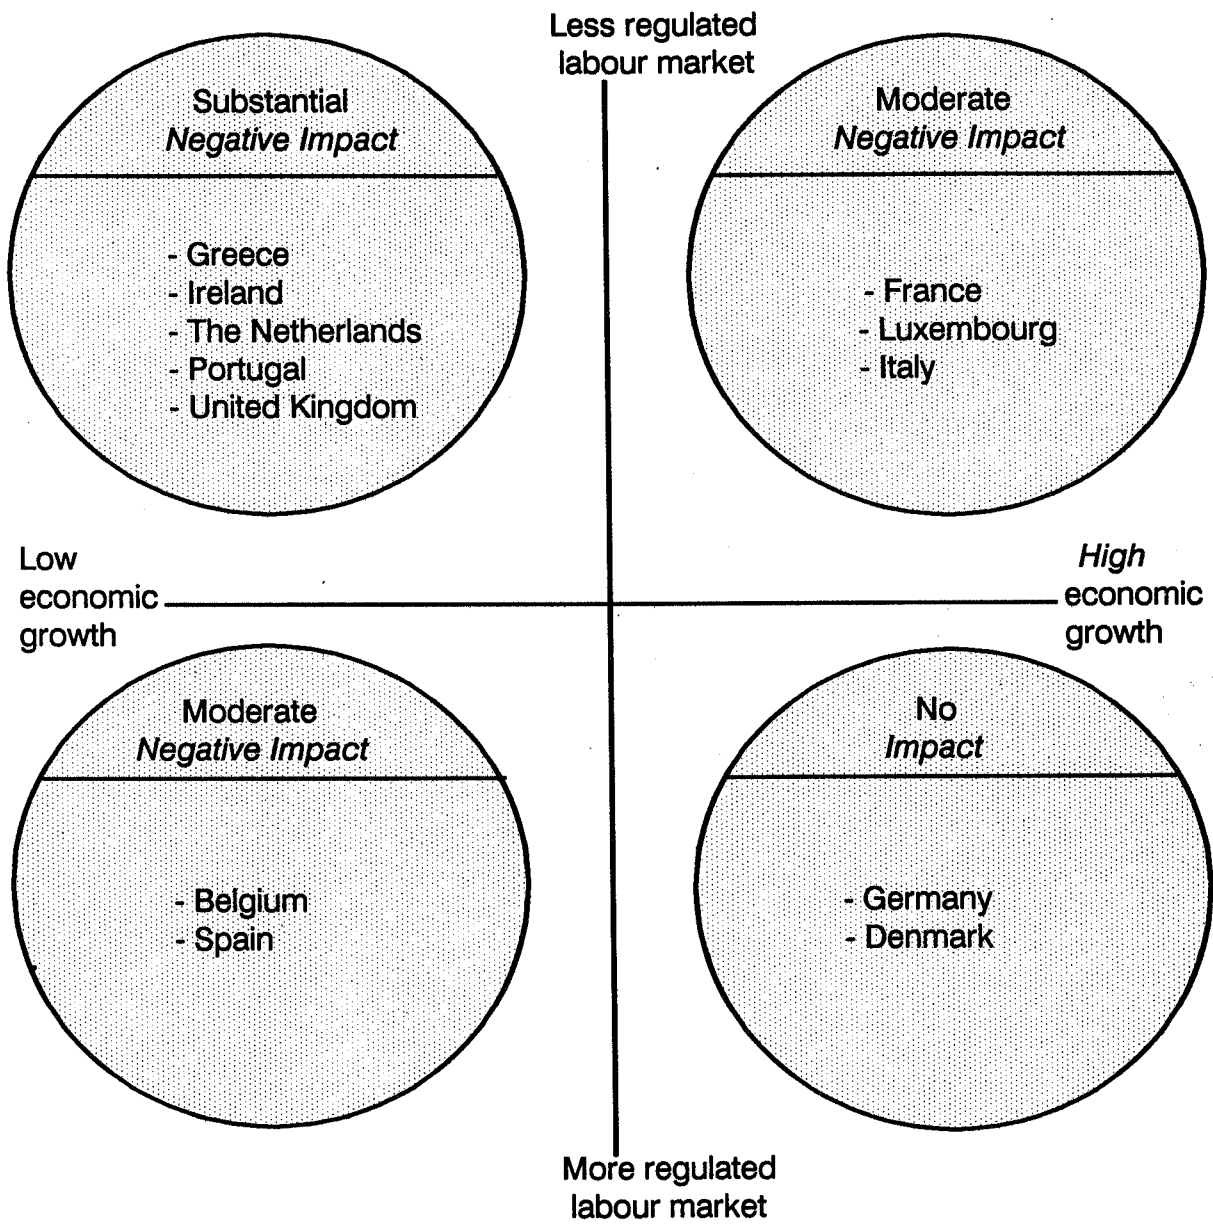 Less regulated
labour market
Substantial
Negative Impact
- Greece
- Ireland
- The Netherlands
- Portugal
- United Kingdom
Moderate
Negative Impact
- France
- Luxembourg
- Italy
Low
economic
growth
High
economic
growth
Moderate
Negative Impact
- Belgium
- Spain
No
Impact
- Germany
- Denmark
More regulated
labour market